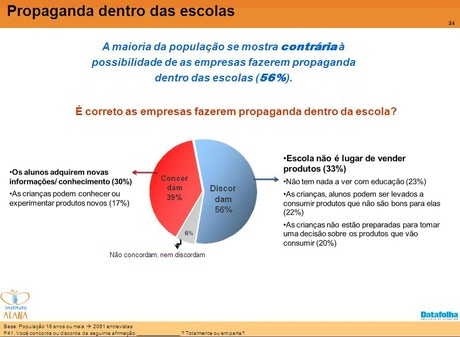 Propaganda dentro das escolas
24
A maioria da população se mostra contrária à
possibilidade de as empresas fazerem propaganda
dentro das escolas (56%).
É correto as empresas fazerem propaganda dentro da escola?
•Os alunos adquirem novas
informações/ conhecimento (30%)
•As crianças podem conhecer ou
experimentar produtos novos (17%)
Concor
dam
39%
Discor
dam
56%
6%
Não concordam, nem discordam
•Escola não é lugar de vender
produtos (33%)
•Não tem nada a ver com educação (23%)
•As crianças, alunos podem ser levados a
consumir produtos que não são bons para elas
(22%)
•As crianças não estão preparadas para tomar
uma decisão sobre os produtos que vão
consumir (20%)
instituto
ALANA
Datafolha
Base: População 16 anos ou mais → 2061 entrevistas
P41. Você concorda ou discorda da seguinte afirmação: ______________ ? Totalmente ou em parte?